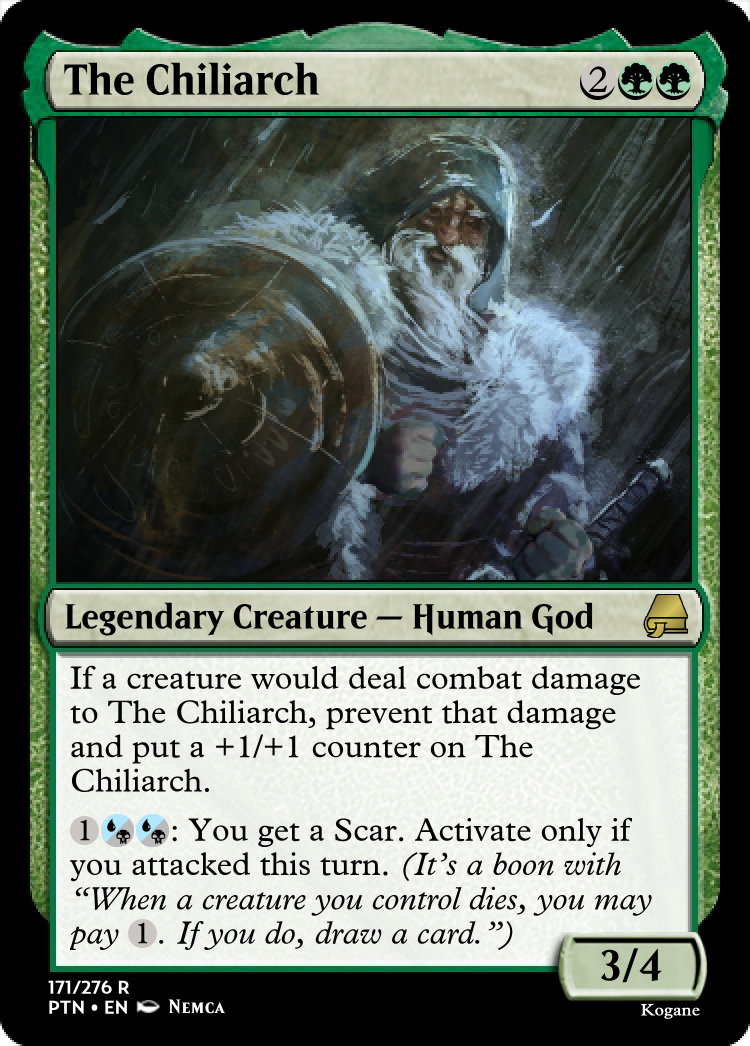 The Chiliarch 2
Legendary Creature — Human God
If a creature would deal combat damage
to The Chiliarch, prevent that damage
and put a +1/+1 counter on The
Chiliarch.
1: You get a Scar. Activate only if
you attacked this turn. (It's a boon with
“When a creature you control dies, you may
pay 1. If you do, draw a card.”)
3/4
171/276 R
PTN • EN Nemca
Kogane